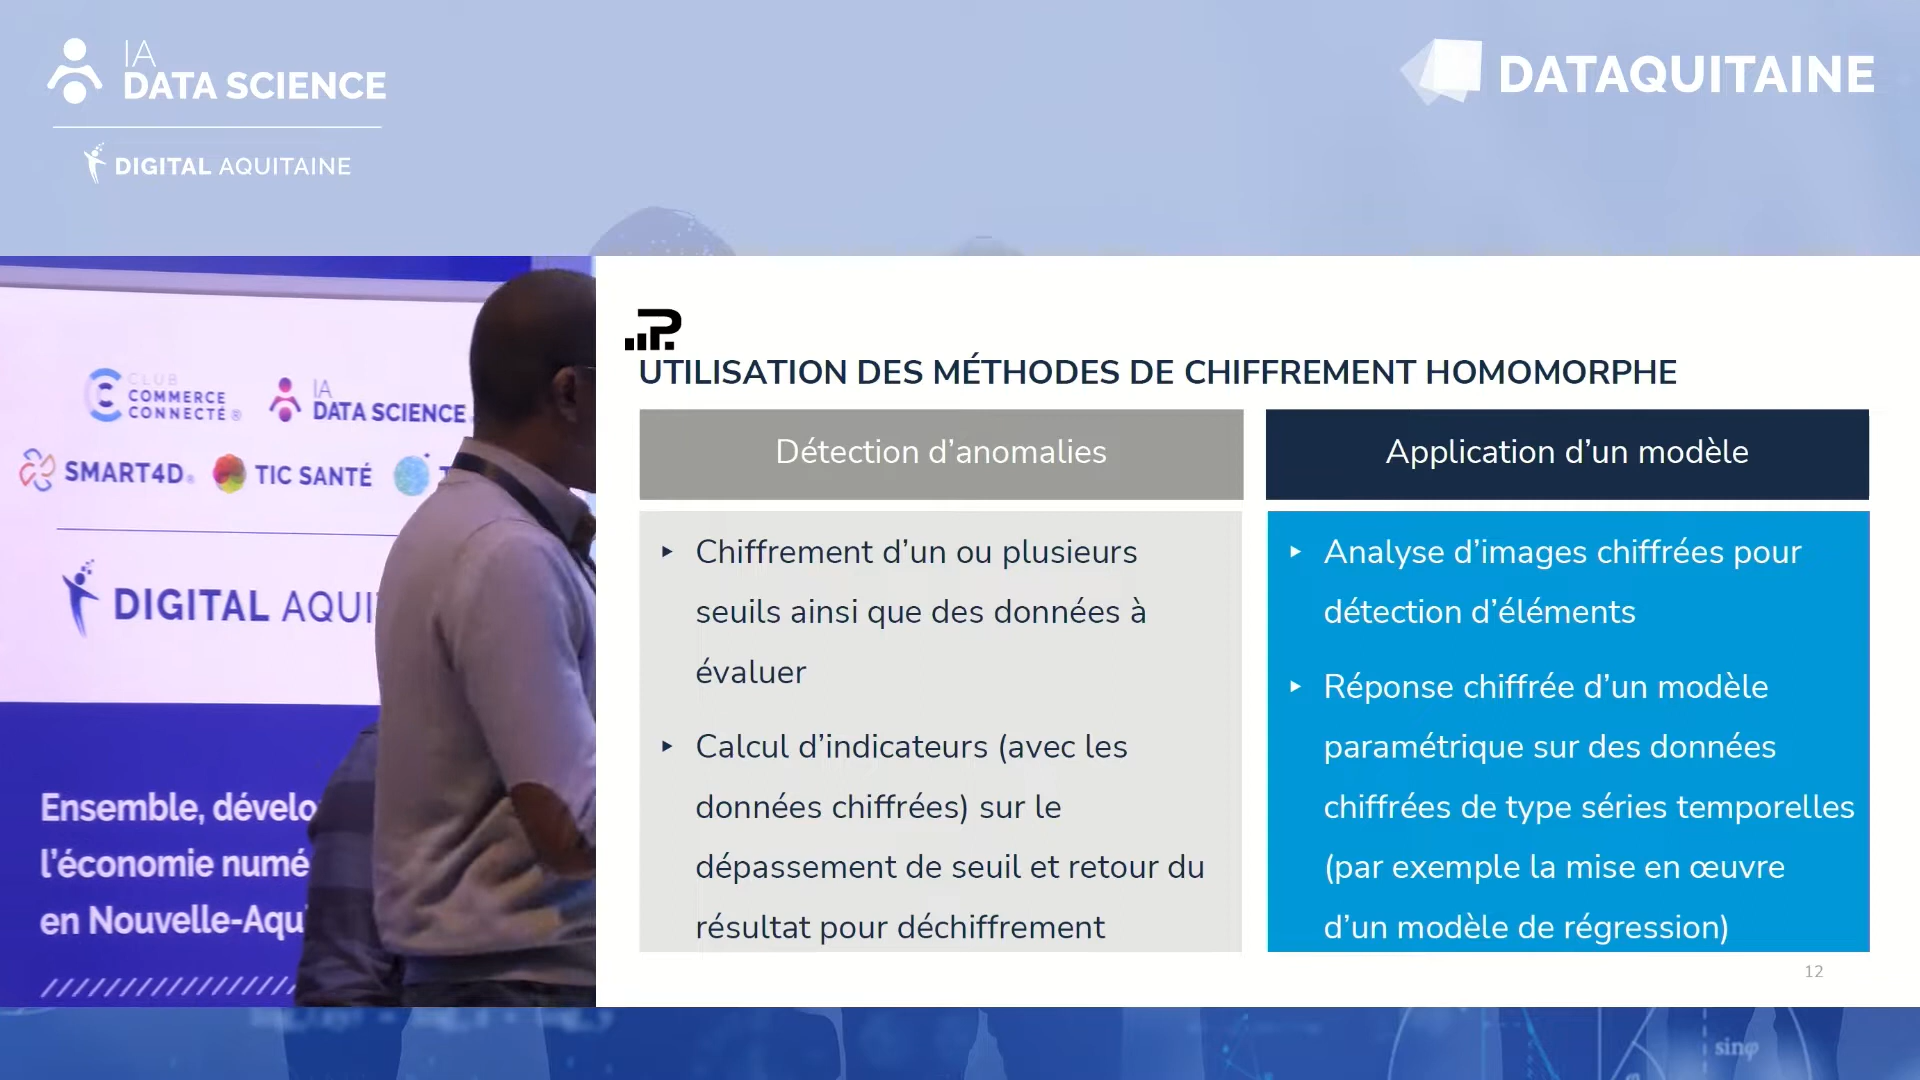 IA
DATA SCIENCE
DIGITAL AQUITAINE
DATAQUITAINE
CLUB
COMMERCE
CONNECTÉ®
IA
DATA SCIENCE
SMART4D®
TIC SANTÉ
DIGITAL AQUI
Ensemble, dévelo
l'économie numé
en Nouvelle-Aqu
UTILISATION DES MÉTHODES DE CHIFFREMENT HOMOMORPHE
Détection d'anomalies
‣ Chiffrement d'un ou plusieurs
seuils ainsi que des données à
évaluer
‣ Calcul d'indicateurs (avec les
données chiffrées) sur le
dépassement de seuil et retour du
résultat pour déchiffrement
Application d'un modèle
‣ Analyse d'images chiffrées pour
détection d'éléments
‣ Réponse chiffrée d'un modèle
paramétrique sur des données
chiffrées de type séries temporelles
(par exemple la mise en œuvre
d'un modèle de régression)
12
sinφ